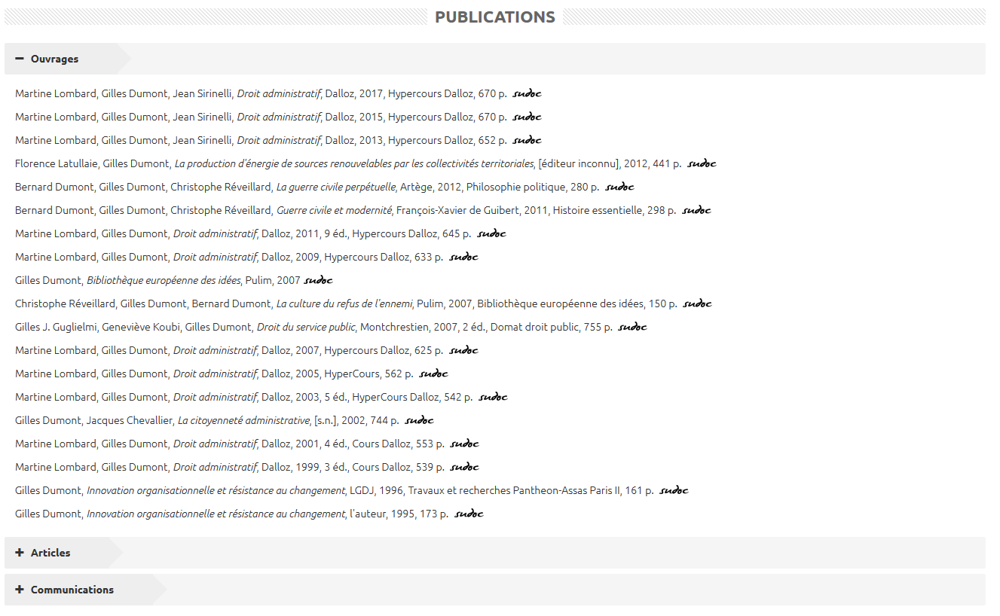 PUBLICATIONS
− Ouvrages
Martine Lombard, Gilles Dumont, Jean Sirinelli, Droit administratif, Dalloz, 2017, Hypercours Dalloz, 670 p. sudoc
Martine Lombard, Gilles Dumont, Jean Sirinelli, Droit administratif, Dalloz, 2015, Hypercours Dalloz, 670 p. sudoc
Martine Lombard, Gilles Dumont, Jean Sirinelli, Droit administratif, Dalloz, 2013, Hypercours Dalloz, 652 p. sudoc
Florence Latullaie, Gilles Dumont, La production d'énergie de sources renouvelables par les collectivités territoriales, [éditeur inconnu], 2012, 441 p. sudoc
Bernard Dumont, Gilles Dumont, Christophe Réveillard, La guerre civile perpétuelle, Artège, 2012, Philosophie politique, 280 p. sudoc
Bernard Dumont, Gilles Dumont, Christophe Réveillard, Guerre civile et modernité, François-Xavier de Guibert, 2011, Histoire essentielle, 298 p. sudoc
Martine Lombard, Gilles Dumont, Droit administratif, Dalloz, 2011, 9 éd., Hypercours Dalloz, 645 p. sudoc
Martine Lombard, Gilles Dumont, Droit administratif, Dalloz, 2009, Hypercours Dalloz, 633 p. sudoc
Gilles Dumont, Bibliothèque européenne des idées, Pulim, 2007 sudoc
Christophe Réveillard, Gilles Dumont, Bernard Dumont, La culture du refus de l'ennemi, Pulim, 2007, Bibliothèque européenne des idées, 150 p. sudoc
Gilles J. Guglielmi, Geneviève Koubi, Gilles Dumont, Droit du service public, Montchrestien, 2007, 2 éd., Domat droit public, 755 p. sudoc
Martine Lombard, Gilles Dumont, Droit administratif, Dalloz, 2007, Hypercours Dalloz, 625 p. sudoc
Martine Lombard, Gilles Dumont, Droit administratif, Dalloz, 2005, HyperCours, 562 p. sudoc
Martine Lombard, Gilles Dumont, Droit administratif, Dalloz, 2003, 5 éd., HyperCours Dalloz, 542 p. sudoc
Gilles Dumont, Jacques Chevallier, La citoyenneté administrative, [s.n.], 2002, 744 p. sudoc
Martine Lombard, Gilles Dumont, Droit administratif, Dalloz, 2001, 4 éd., Cours Dalloz, 553 p. sudoc
Martine Lombard, Gilles Dumont, Droit administratif, Dalloz, 1999, 3 éd., Cours Dalloz, 539 p. sudoc
Gilles Dumont, Innovation organisationnelle et résistance au changement, LGDJ, 1996, Travaux et recherches Pantheon-Assas Paris II, 161 p. sudoc
Gilles Dumont, Innovation organisationnelle et résistance au changement, l'auteur, 1995, 173 p. sudoc
+ Articles
+ Communications